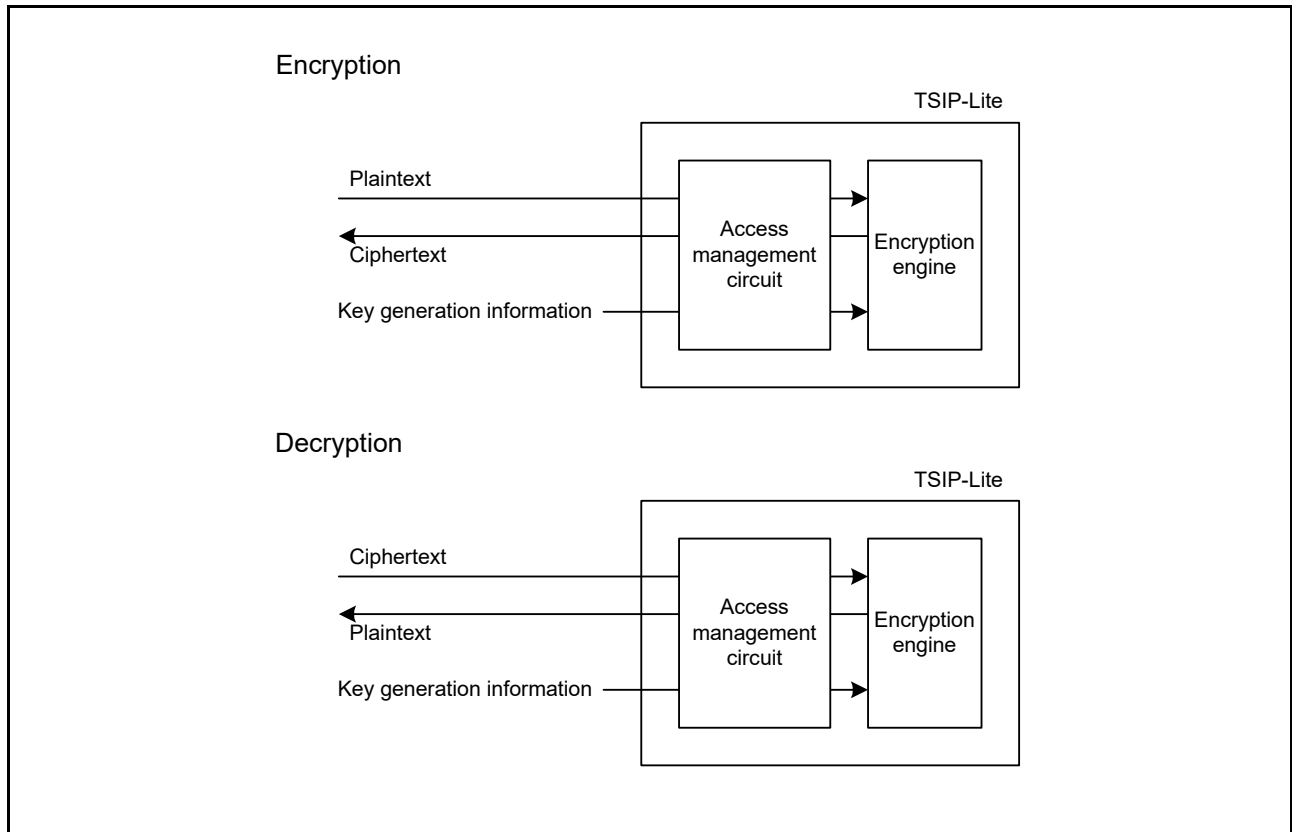 Encryption
TSIP-Lite
Plaintext
Ciphertext
Key generation information
Access
management
circuit
Encryption
engine
Decryption
TSIP-Lite
Ciphertext
Plaintext
Key generation information
Access
management
circuit
Encryption
engine